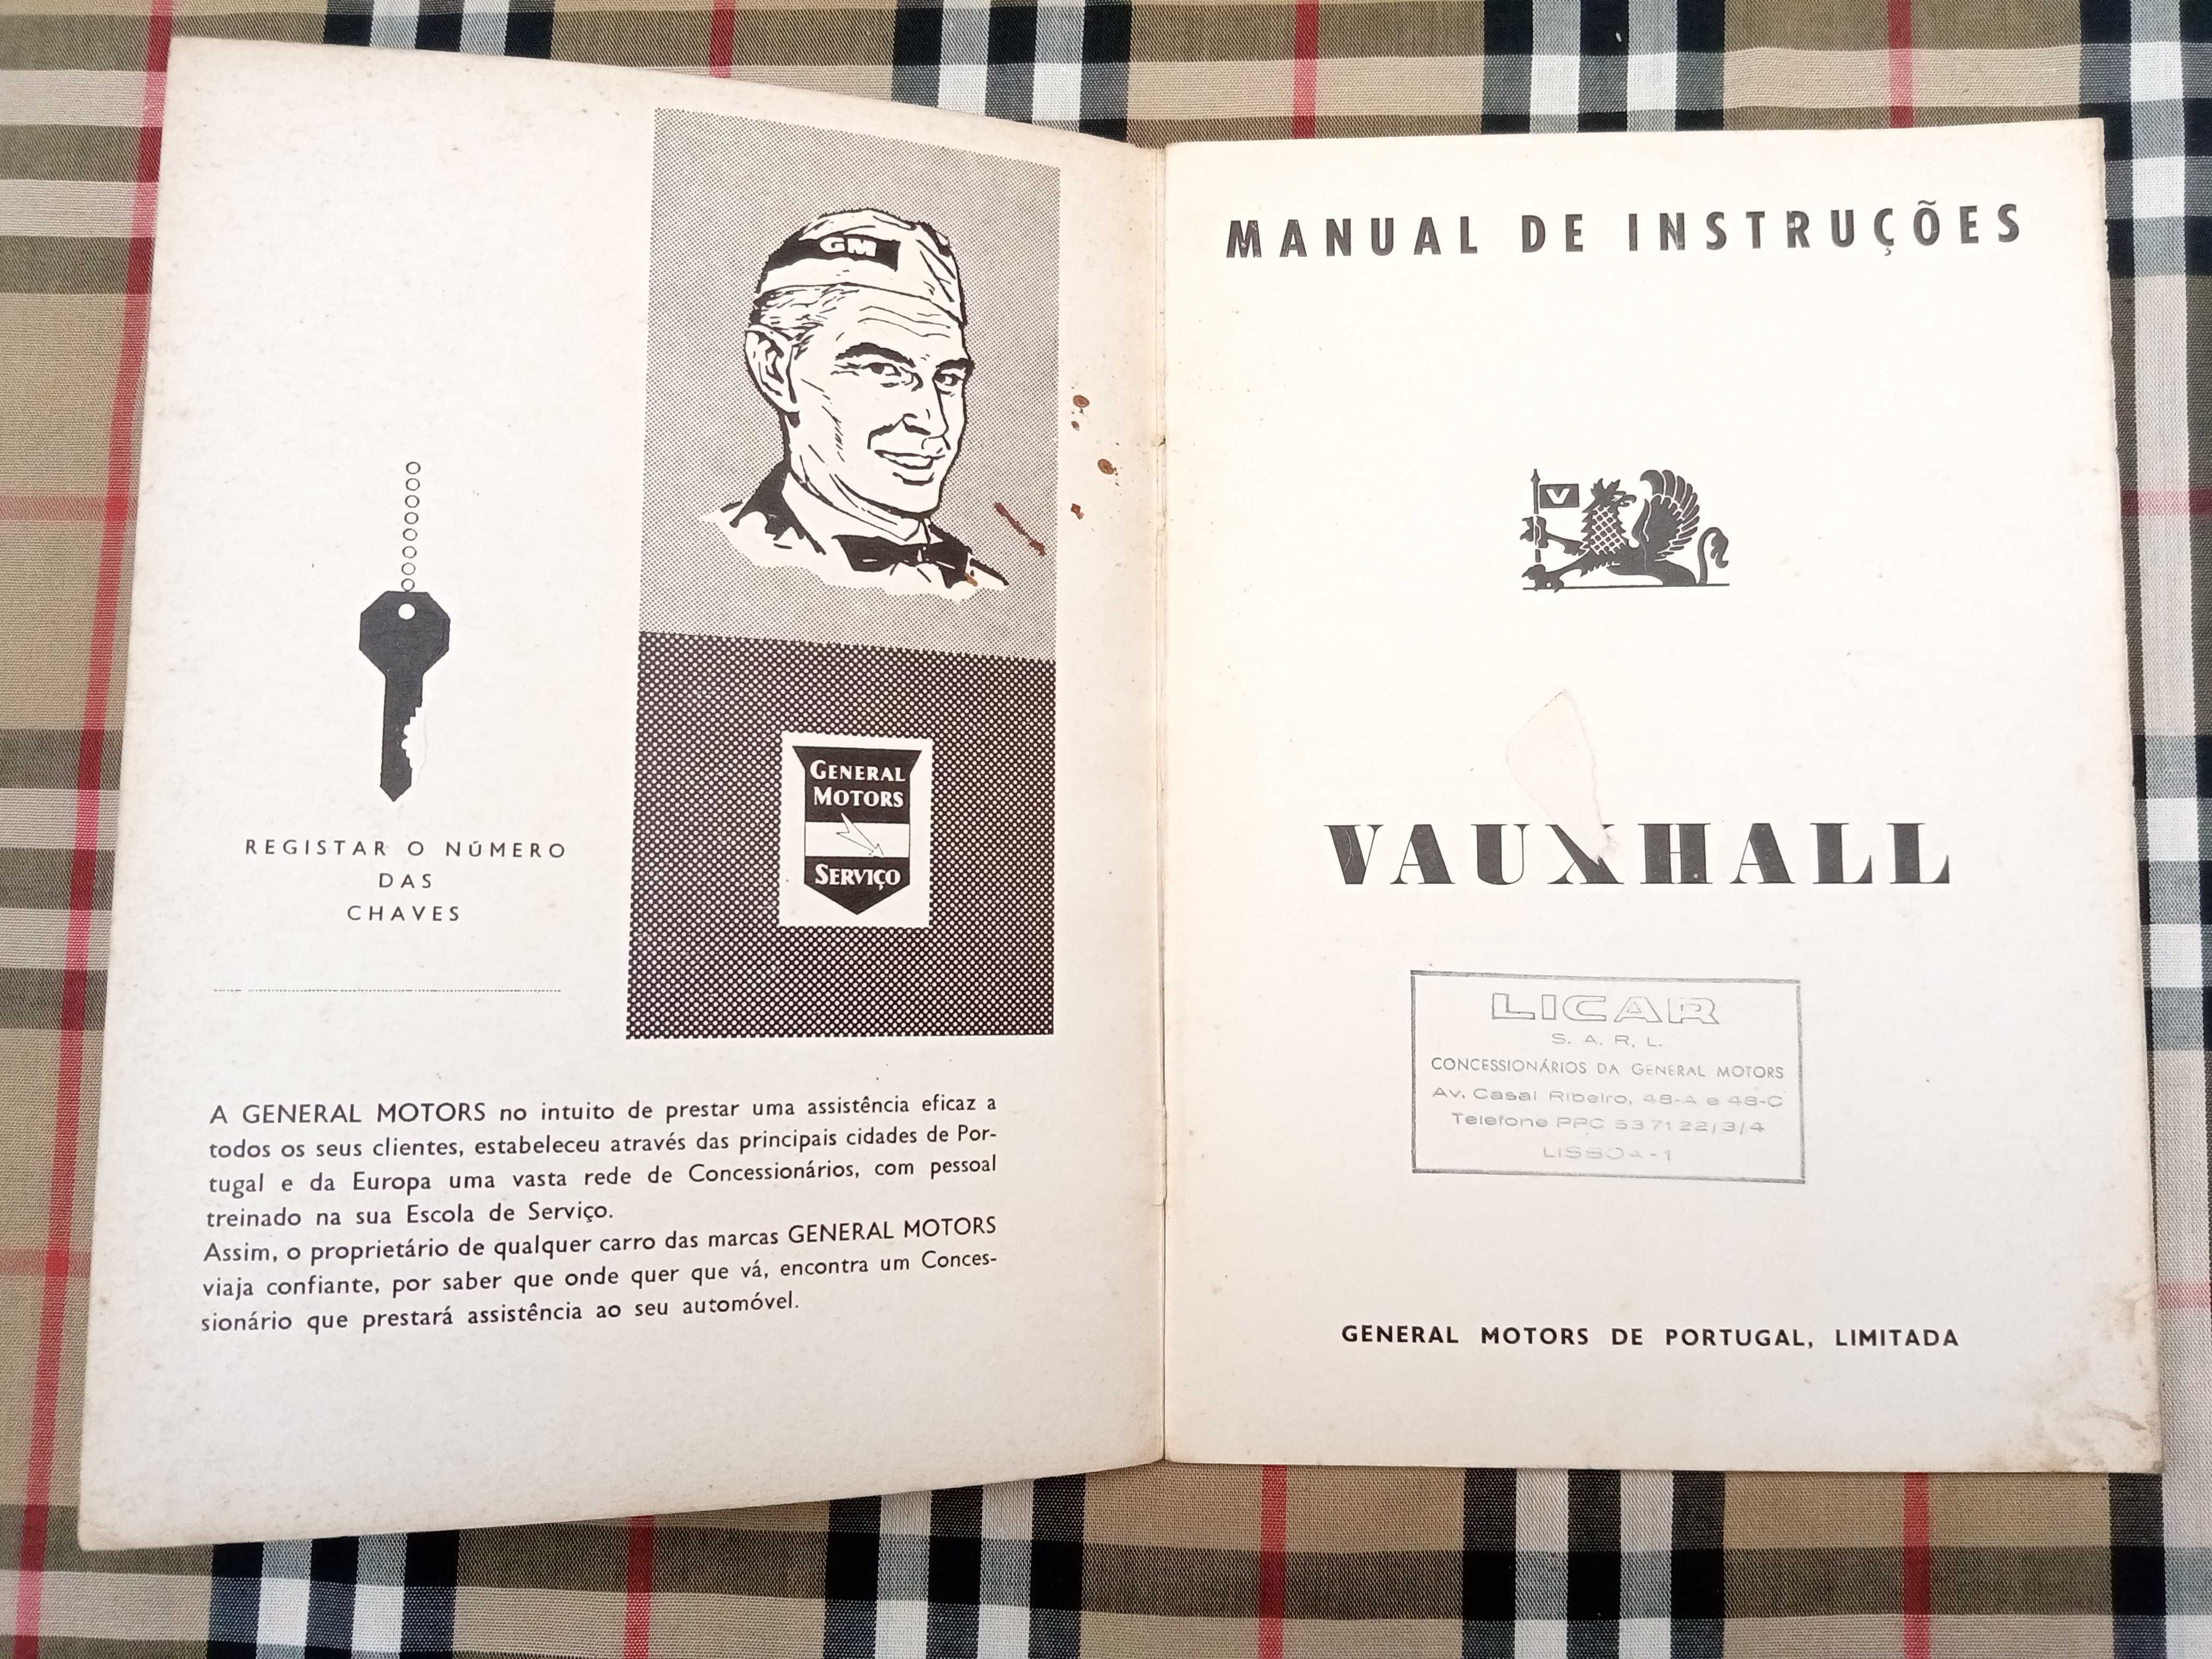 GM
GENERAL
MOTORS
SERVIÇO
REGISTAR O NÚMERO
DAS
CHAVES
A GENERAL MOTORS no intuito de prestar uma assistência eficaz a
todos os seus clientes, estabeleceu através das principais cidades de Por-
tugal e da Europa uma vasta rede de Concessionários, com pessoal
treinado na sua Escola de Serviço.
Assim, o proprietário de qualquer carro das marcas GENERAL MOTORS
viaja confiante, por saber que onde quer que vá, encontra um Conces-
sionário que prestará assistência ao seu automóvel.
MANUAL DE INSTRUÇÕES
V
VAUXHALL
LICAR
S. A. R. L.
CONCESSIONÁRIOS DA GENERAL MOTORS
Av. Casal Ribeiro, 48-A e 48-C
Telefone PPC 537122/3/4
LISBOA-1
GENERAL MOTORS DE PORTUGAL, LIMITADA